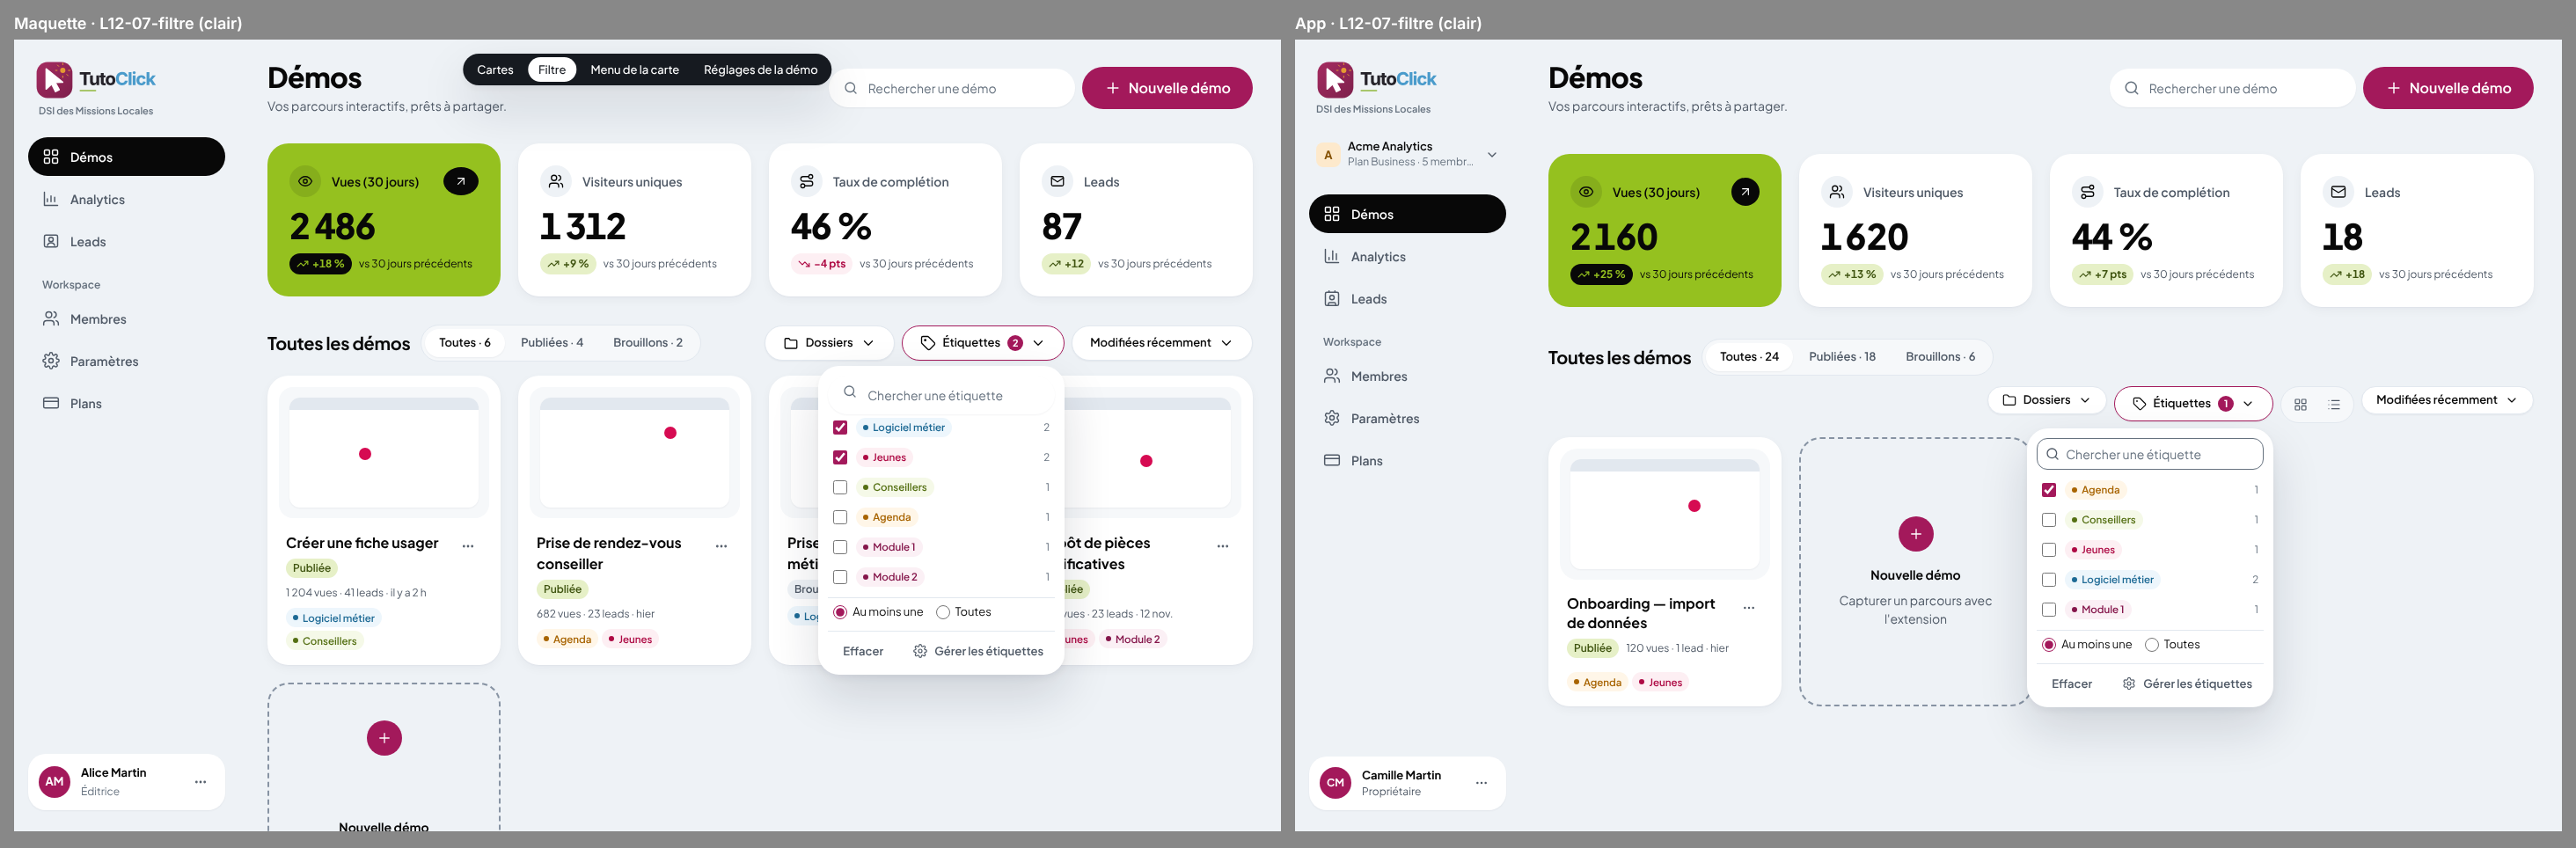 Maquette · L12-07-filtre (clair)
TutoClick
DSI des Missions Locales
Démos
Analytics
Leads
Workspace
Membres
Paramètres
Plans
AM
Alice Martin
Éditrice
Démos
Vos parcours interactifs, prêts à partager.
Cartes
Filtre
Menu de la carte
Réglages de la démo
Rechercher une démo
Nouvelle démo
Vues (30 jours)
2 486
+18 %
vs 30 jours précédents
Visiteurs uniques
1 312
+9 %
vs 30 jours précédents
Taux de complétion
46 %
-4 pts
vs 30 jours précédents
Leads
87
+12
vs 30 jours précédents
Toutes les démos
Toutes · 6
Publiées · 4
Brouillons · 2
Dossiers
Étiquettes
2
Modifiées récemment
Créer une fiche usager
Publiée
1 204 vues · 41 leads · il y a 2 h
Logiciel métier
Conseillers
Prise de rendez-vous
conseiller
Publiée
682 vues · 23 leads · hier
Agenda
Jeunes
Prise
méti
Brou
Log
Chercher une étiquette
Logiciel métier
2
Jeunes
2
Conseillers
1
Agenda
1
Module 1
1
Module 2
1
Au moins une
Toutes
Effacer
Gérer les étiquettes
ôt de pièces
ificatives
liée
vues · 23 leads · 12 nov.
unes
Module 2
Nouvelle démo
App · L12-07-filtre (clair)
TutoClick
DSI des Missions Locales
A
Acme Analytics
Plan Business · 5 membr...
Démos
Analytics
Leads
Workspace
Membres
Paramètres
Plans
CM
Camille Martin
Propriétaire
Démos
Vos parcours interactifs, prêts à partager.
Rechercher une démo
Nouvelle démo
Vues (30 jours)
2 160
+25 %
vs 30 jours précédents
Visiteurs uniques
1 620
+13 %
vs 30 jours précédents
Taux de complétion
44 %
+7 pts
vs 30 jours précédents
Leads
18
+18
vs 30 jours précédents
Toutes les démos
Toutes · 24
Publiées · 18
Brouillons · 6
Dossiers
Étiquettes
1
Modifiées récemment
Onboarding — import
de données
Publiée
120 vues · 1 lead · hier
Agenda
Jeunes
Nouvelle démo
Capturer un parcours avec
l'extension
Chercher une étiquette
Agenda
1
Conseillers
1
Jeunes
1
Logiciel métier
2
Module 1
1
Au moins une
Toutes
Effacer
Gérer les étiquettes